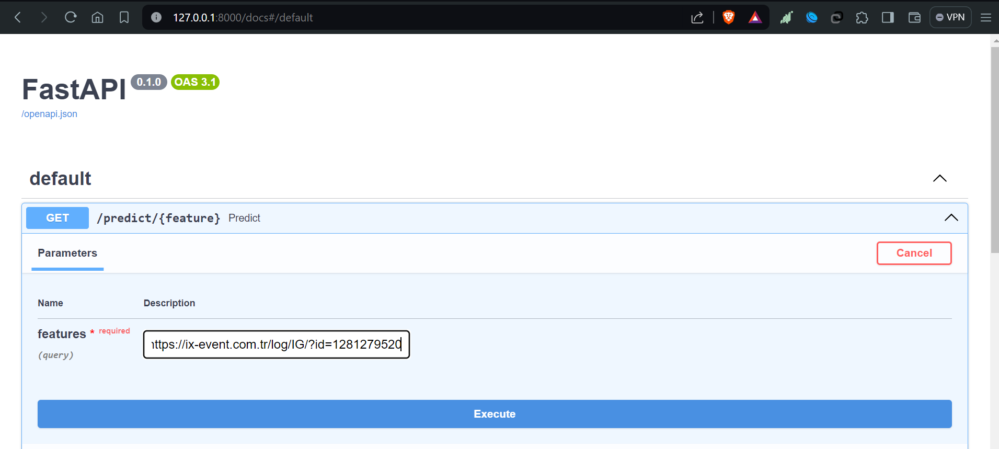 127.0.0.1:8000/docs#/default
VPN
FastAPI 0.1.0 OAS 3.1
/openapi.json
default
GET /predict/{feature} Predict
Parameters
Cancel
Name Description
features * required
https://ix-event.com.tr/log/IG/?id=1281279520
(query)
Execute